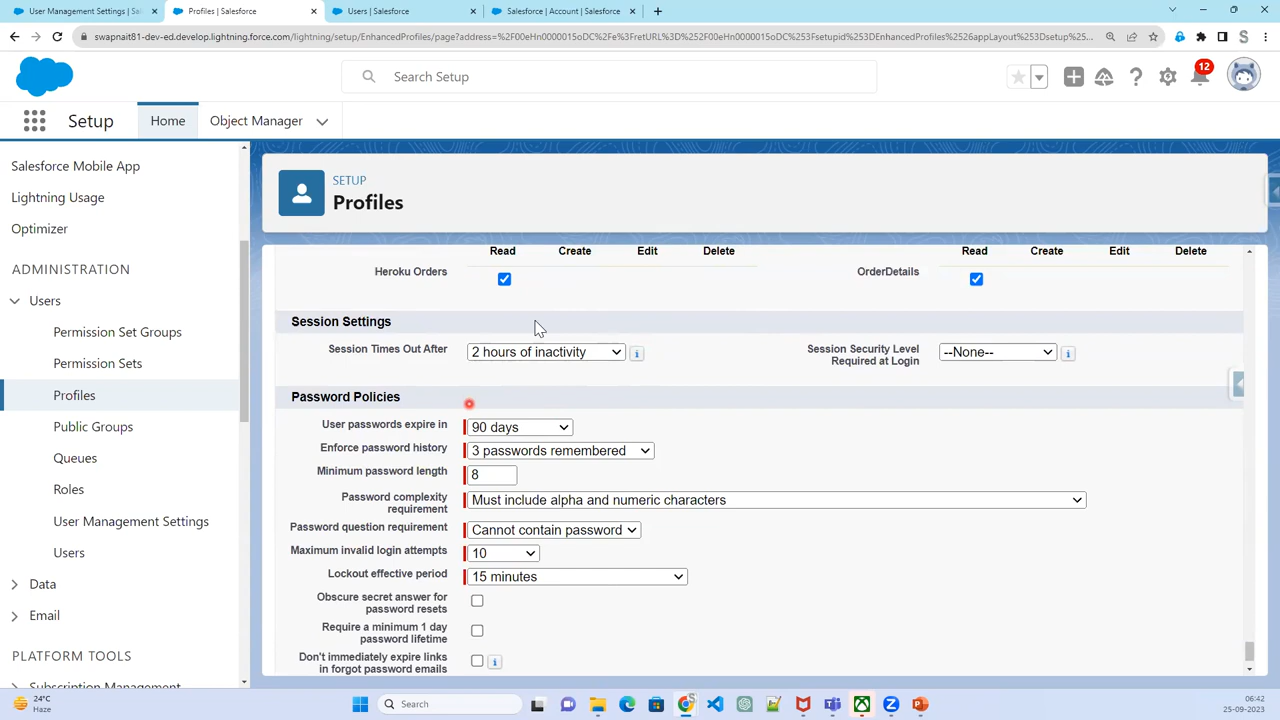 User Management Settings | Sal
Profiles | Salesforce
Users | Salesforce
Salesforce | Account | Salesforce
swapnait81-dev-ed.develop.lightning.force.com/lightning/setup/EnhancedProfiles/page?address=%2F00eHn0000015oDC%2Fe%3FretURL%3D%252F00eHn0000015oDC%253Fsetupid%253DEnhancedProfiles%2526appLayout%253Dsetup%25...
S
Search Setup
12
Setup
Home
Object Manager
Salesforce Mobile App
Lightning Usage
Optimizer
ADMINISTRATION
Users
Permission Set Groups
Permission Sets
Profiles
Public Groups
Queues
Roles
User Management Settings
Users
Data
Email
PLATFORM TOOLS
Subscription Management
SETUP
Profiles
Read Create Edit Delete Read Create Edit Delete
Heroku Orders OrderDetails
Session Settings
Session Times Out After 2 hours of inactivity
Session Security Level
Required at Login --None--
Password Policies
User passwords expire in 90 days
Enforce password history 3 passwords remembered
Minimum password length 8
Password complexity
requirement Must include alpha and numeric characters
Password question requirement Cannot contain password
Maximum invalid login attempts 10
Lockout effective period 15 minutes
Obscure secret answer for
password resets
Require a minimum 1 day
password lifetime
Don't immediately expire links
in forgot password emails
24°C
Haze
Search
06:42
25-09-2023